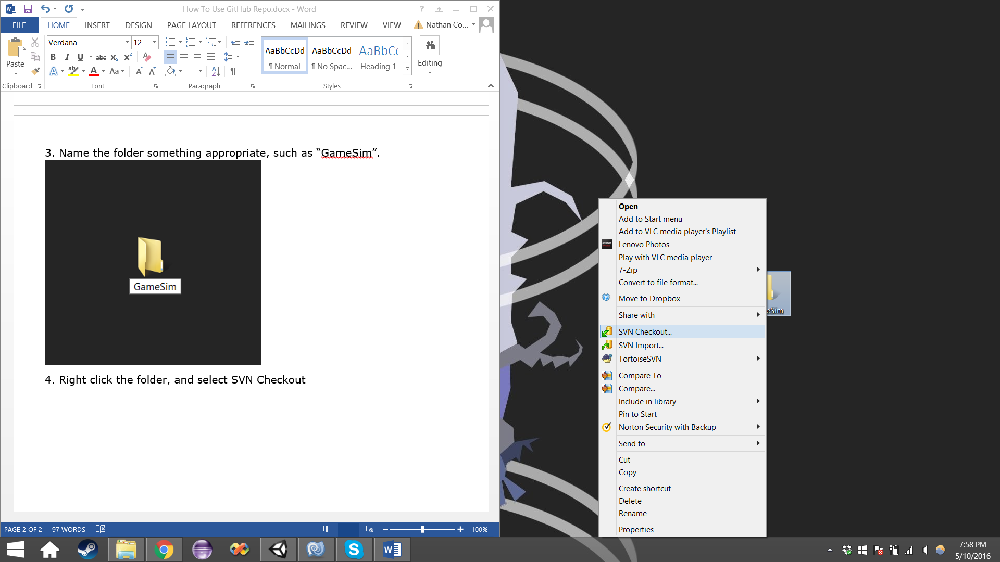 How To Use GitHub Repo.docx - Word
FILE HOME INSERT DESIGN PAGE LAYOUT REFERENCES MAILINGS REVIEW VIEW Nathan Co...
Verdana 12
Paste
B I U abc x₂ x²
A ab A Aa A A
AaBbCcDd AaBbCcDd AaBbCc
¶ Normal ¶ No Spac... Heading 1
Editing
Clipboard Font Paragraph Styles
3. Name the folder something appropriate, such as “GameSim”.
GameSim
4. Right click the folder, and select SVN Checkout
PAGE 2 OF 2 97 WORDS 100%
Open
Add to Start menu
Add to VLC media player's Playlist
Lenovo Photos
Play with VLC media player
7-Zip
Convert to file format...
Move to Dropbox
Share with
SVN Checkout...
SVN Import...
TortoiseSVN
Compare To
Compare...
Include in library
Pin to Start
Norton Security with Backup
Send to
Cut
Copy
Create shortcut
Delete
Rename
Properties
eSim
7:58 PM
5/10/2016